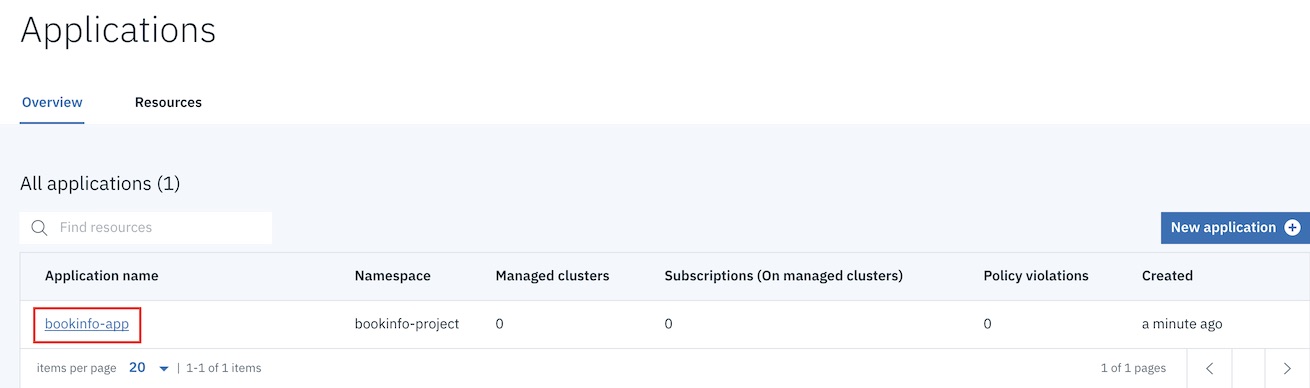 Applications
Overview Resources
All applications (1)
Find resources
New application
Application name Namespace Managed clusters Subscriptions (On managed clusters) Policy violations Created
bookinfo-app bookinfo-project 0 0 0 a minute ago
items per page 20 | 1-1 of 1 items 1 of 1 pages